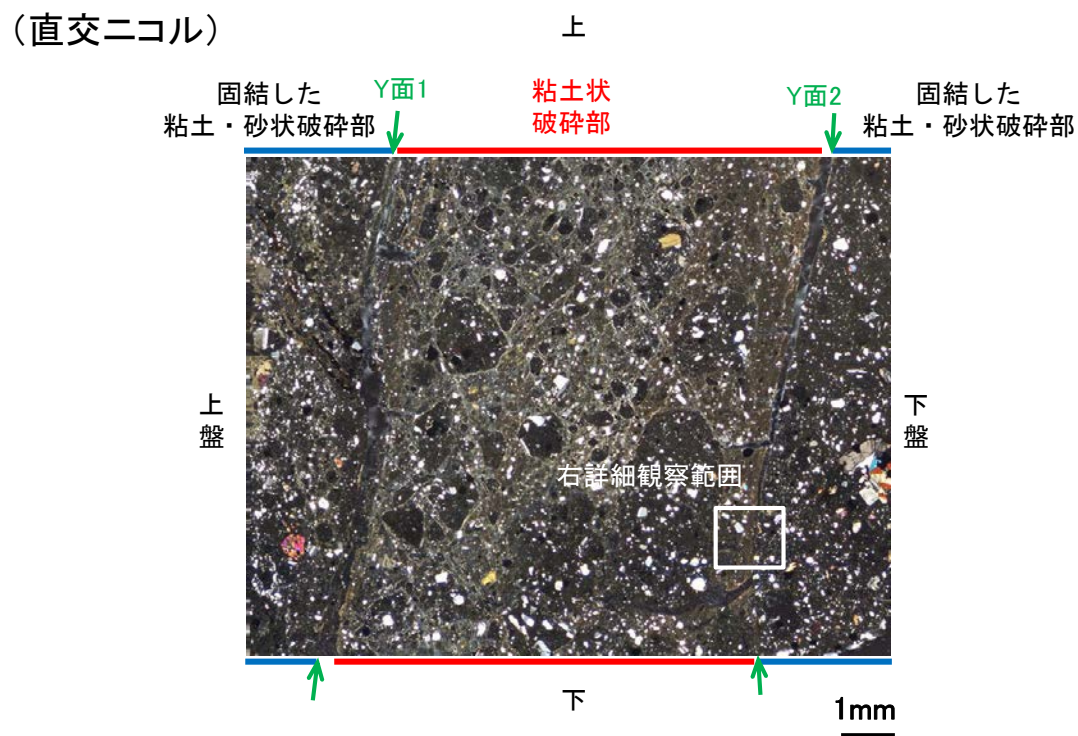 （直交ニコル）
上
固結した
粘土・砂状破砕部
Y面1
粘土状
破砕部
Y面2
固結した
粘土・砂状破砕部
上
盤
下
盤
右詳細観察範囲
下
1mm